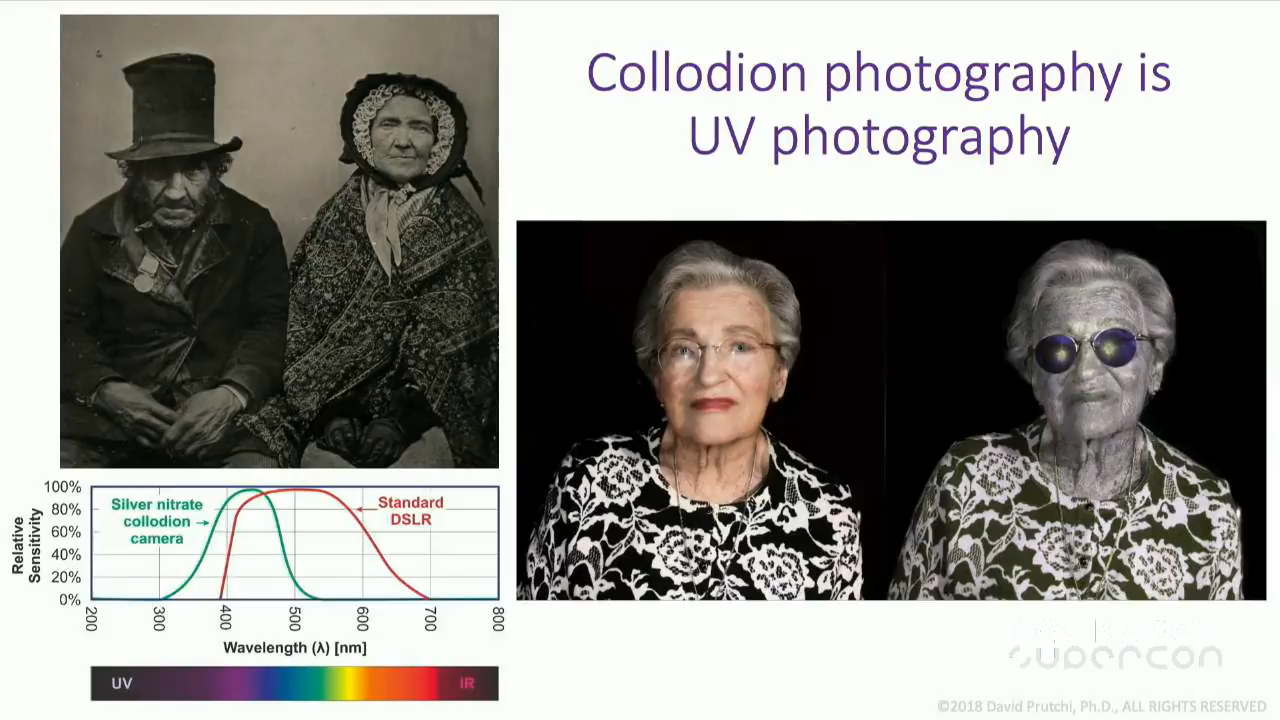 Collodion photography is
UV photography
100%
80%
60%
40%
20%
0%
Relative
Sensitivity
Silver nitrate
collodion
camera
Standard
DSLR
200
300
400
500
600
700
800
Wavelength (λ) [nm]
UV
IR
supercon
©2018 David Prutchi, Ph.D., ALL RIGHTS RESERVED